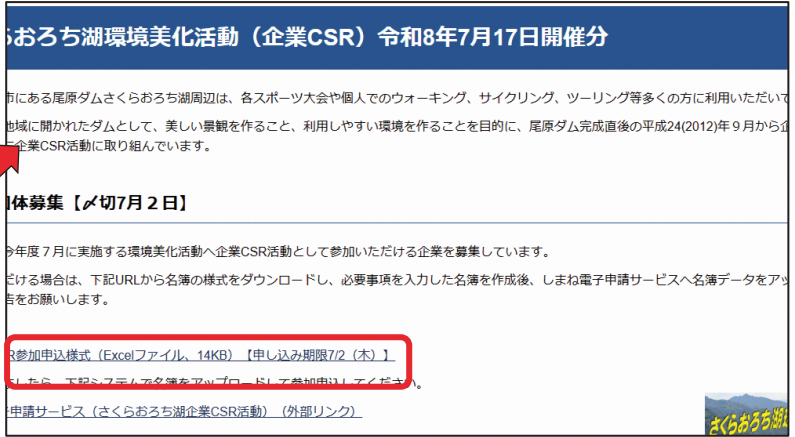 らおろち湖環境美化活動（企業CSR）令和8年7月17日開催分
市にある尾原ダムさくらおろち湖周辺は、各スポーツ大会や個人でのウォーキング、サイクリング、ツーリング等多くの方に利用いただいて
地域に開かれたダムとして、美しい景観を作ること、利用しやすい環境を作ることを目的に、尾原ダム完成直後の平成24(2012)年９月から企
企業CSR活動に取り組んでいます。
体募集【〆切7月２日】
今年度７月に実施する環境美化活動へ企業CSR活動として参加いただける企業を募集しています。
だける場合は、下記URLから名簿の様式をダウンロードし、必要事項を入力した名簿を作成後、しまね電子申請サービスへ名簿データをアッ
告をお願いします。
R参加申込様式（Excelファイル、14KB）【申し込み期限7/2（木）】
したら、下記システムで名簿をアップロードして参加申込してください。
申請サービス（さくらおろち湖企業CSR活動）（外部リンク）
さくらおろち湖